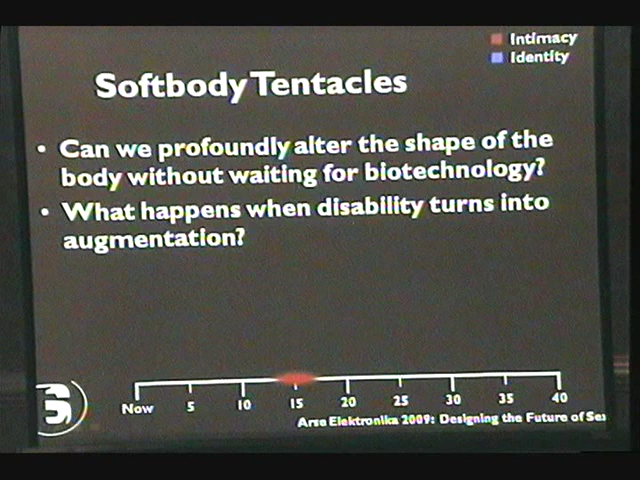 Intimacy
Identity
Softbody Tentacles
• Can we profoundly alter the shape of the
body without waiting for biotechnology?
• What happens when disability turns into
augmentation?
Now 5 10 15 20 25 30 35 40
Arse Elektronika 2009: Designing the Future of Sex